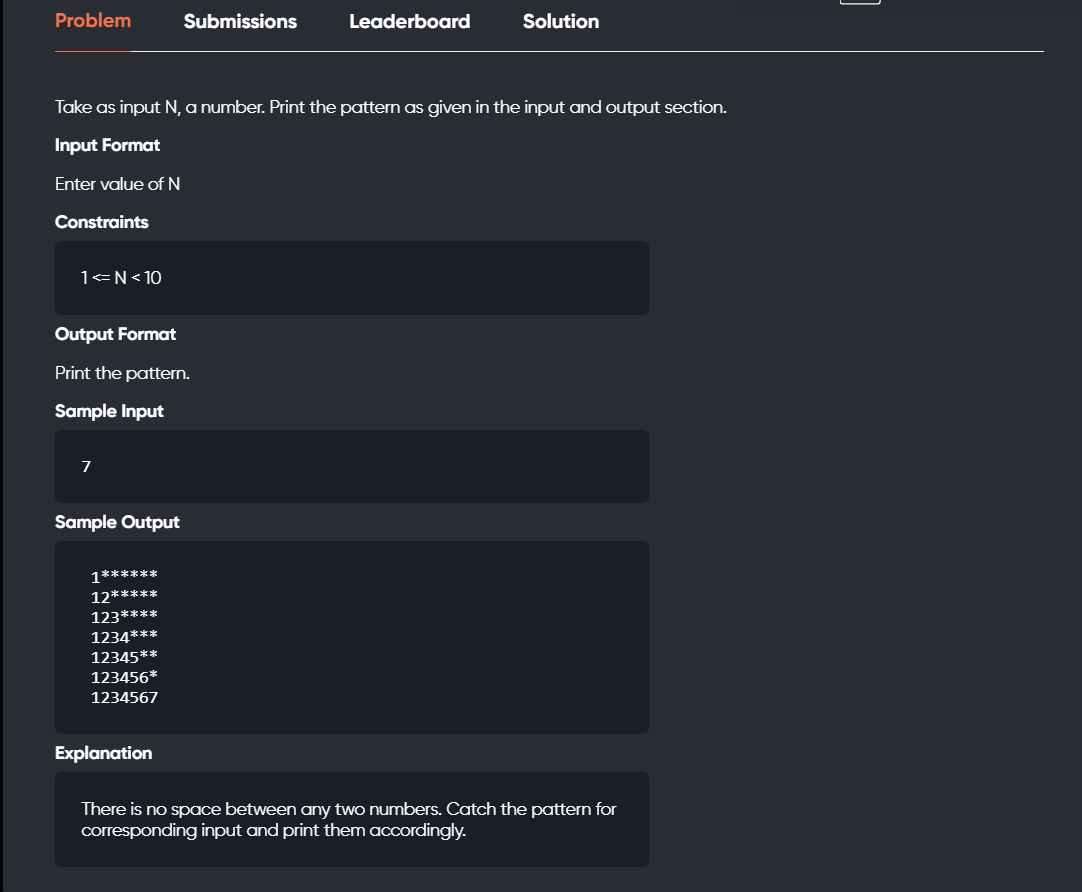 Problem Submissions Leaderboard Solution
Take as input N, a number. Print the pattern as given in the input and output section.
Input Format
Enter value of N
Constraints
1 <= N < 10
Output Format
Print the pattern.
Sample Input
7
Sample Output
1******
12*****
123****
1234***
12345**
123456*
1234567
Explanation
There is no space between any two numbers. Catch the pattern for
corresponding input and print them accordingly.